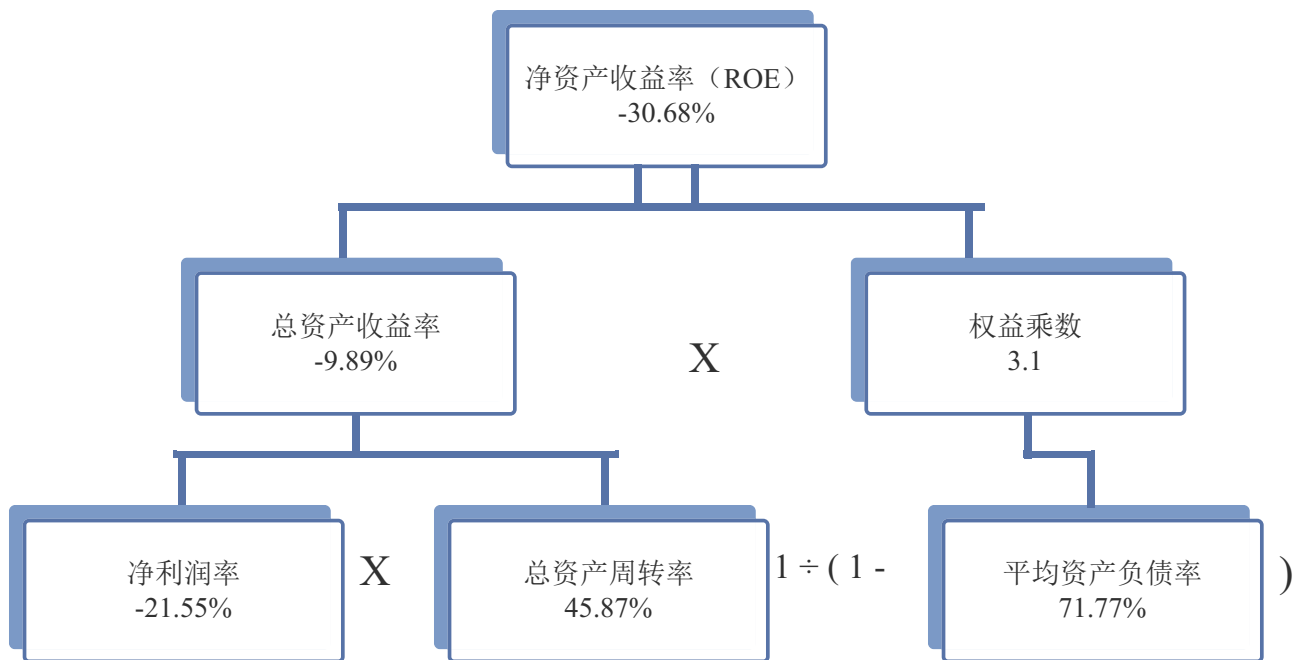 净资产收益率（ROE）
-30.68%
总资产收益率
-9.89%
X
权益乘数
3.1
净利润率
-21.55%
X
总资产周转率
45.87%
1 ÷ ( 1 -
平均资产负债率
71.77%
)